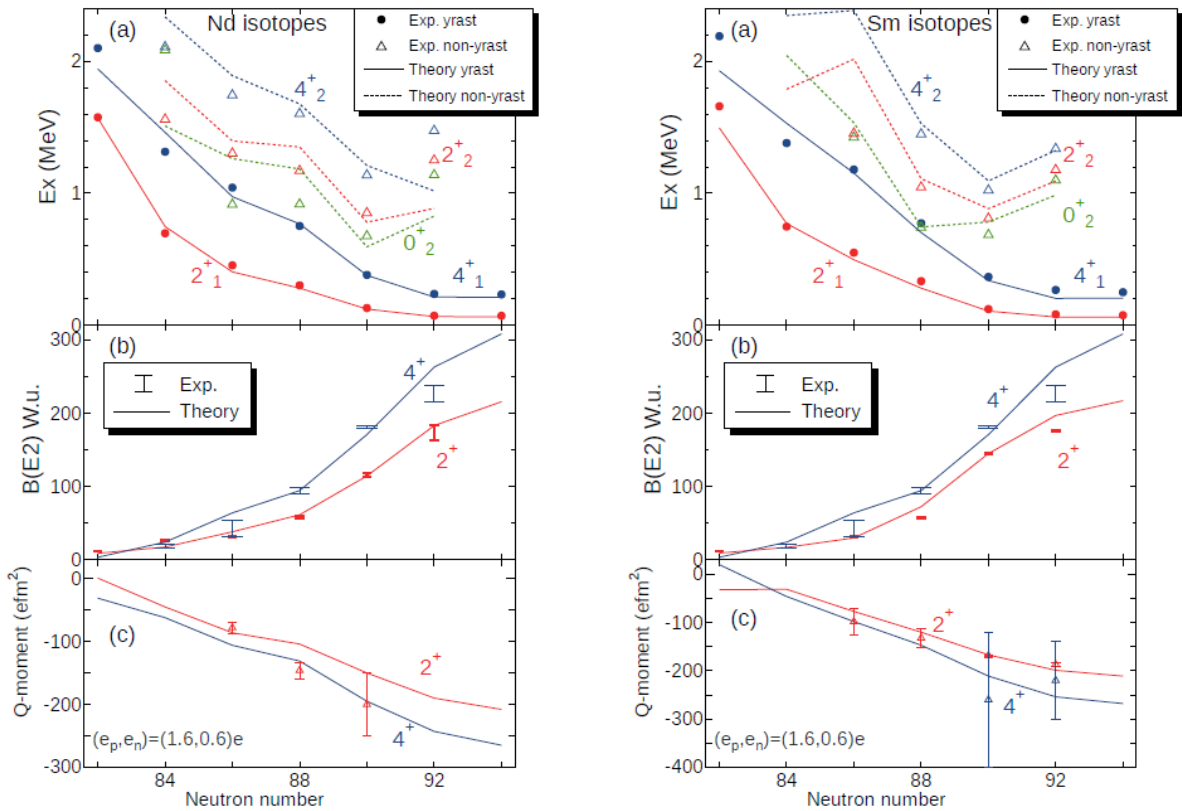 (a)
Nd isotopes
Exp. yrast
Exp. non-yrast
Theory yrast
Theory non-yrast
4⁺₂
2⁺₂
0⁺₂
2⁺₁
4⁺₁
Ex (MeV)
2
1
0
(b)
Exp.
Theory
4⁺
2⁺
B(E2) W.u.
300
200
100
0
(c)
2⁺
4⁺
(eₚ,eₙ)=(1.6,0.6)e
Q-moment (efm²)
0
-100
-200
-300
84
86
88
90
92
Neutron number
(a)
Sm isotopes
Exp. yrast
Exp. non-yrast
Theory yrast
Theory non-yrast
4⁺₂
2⁺₂
0⁺₂
2⁺₁
4⁺₁
Ex (MeV)
2
1
0
(b)
Exp.
Theory
4⁺
2⁺
B(E2) W.u.
300
200
100
0
(c)
2⁺
4⁺
(eₚ,eₙ)=(1.6,0.6)e
Q-moment (efm²)
0
-100
-200
-300
-400
84
86
88
90
92
Neutron number